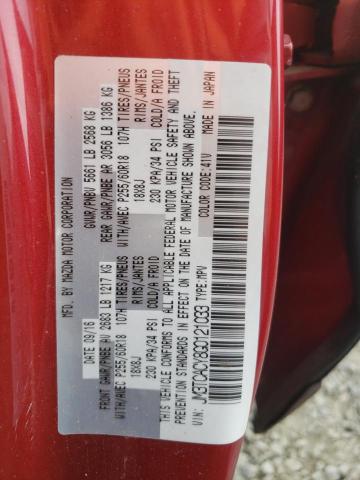 MFD. BY MAZDA MOTOR CORPORATION
DATE 09/16 GVWR/PNBV 5661 LB 2568 KG
FRONT GAWR/PNBE AV 2683 LB 1217 KG REAR GAWR/PNBE AR 3056 LB 1386 KG
WITH/AVEC P255/60R18 107H TIRES/PNEUS WITH/AVEC P255/60R18 107H TIRES/PNEUS
18X8J RIMS/JANTES 18X8J RIMS/JANTES
230 KPA/34 PSI COLD/A FROID 230 KPA/34 PSI COLD/A FROID
THIS VEHICLE CONFORMS TO ALL APPLICABLE FEDERAL MOTOR VEHICLE SAFETY AND THEFT
PREVENTION STANDARDS IN EFFECT ON THE DATE OF MANUFACTURE SHOWN ABOVE.
VIN: TYPE:MPV COLOR CODE:41V MADE IN JAPAN